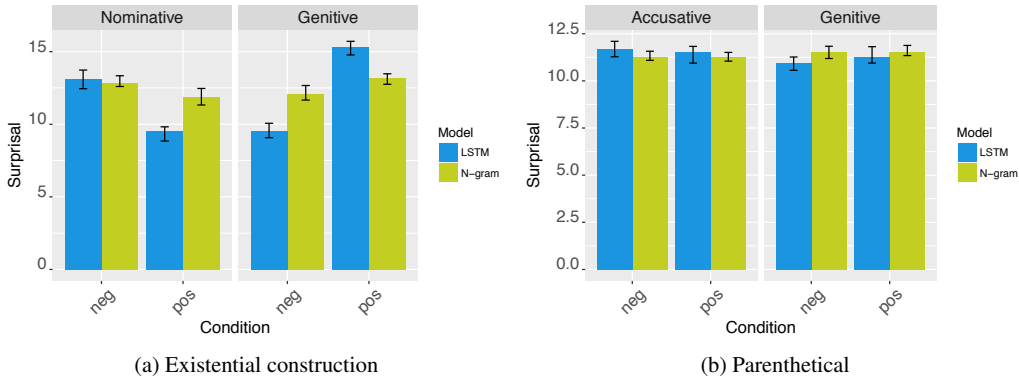 Nominative
Genitive
Surprisal
15
10
5
0
neg
pos
neg
pos
Condition
Model
LSTM
N-gram
(a) Existential construction
Accusative
Genitive
Surprisal
12.5
10.0
7.5
5.0
2.5
0.0
neg
pos
neg
pos
Condition
Model
LSTM
N-gram
(b) Parenthetical